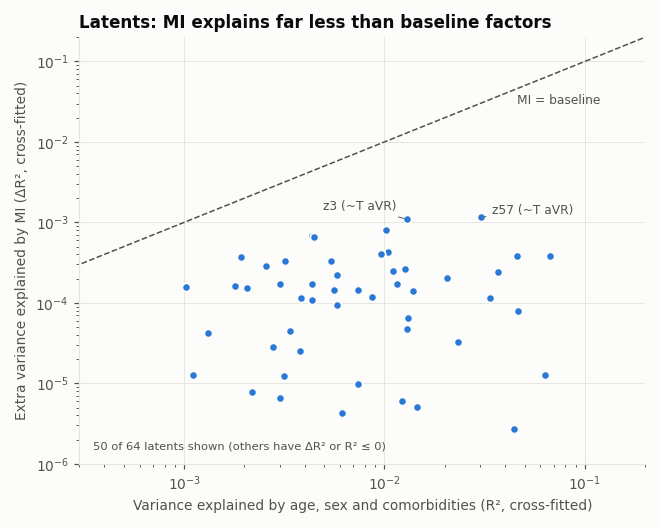 Latents: MI explains far less than baseline factors
Extra variance explained by MI (ΔR², cross-fitted)
10⁻¹
10⁻²
10⁻³
10⁻⁴
10⁻⁵
10⁻⁶
MI = baseline
z3 (~T aVR)
z57 (~T aVR)
50 of 64 latents shown (others have ΔR² or R² ≤ 0)
10⁻³
10⁻²
10⁻¹
Variance explained by age, sex and comorbidities (R², cross-fitted)